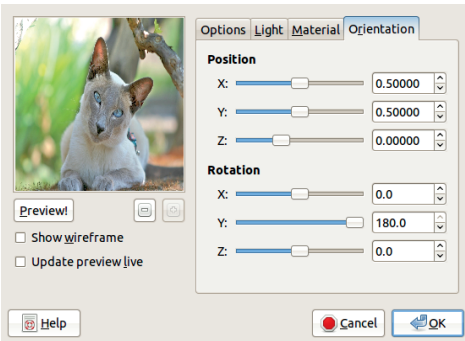 Options Light Material Orientation
Position
X: 0.50000
Y: 0.50000
Z: 0.00000
Rotation
X: 0.0
Y: 180.0
Z: 0.0
Preview!
Show wireframe
Update preview live
Help Cancel OK